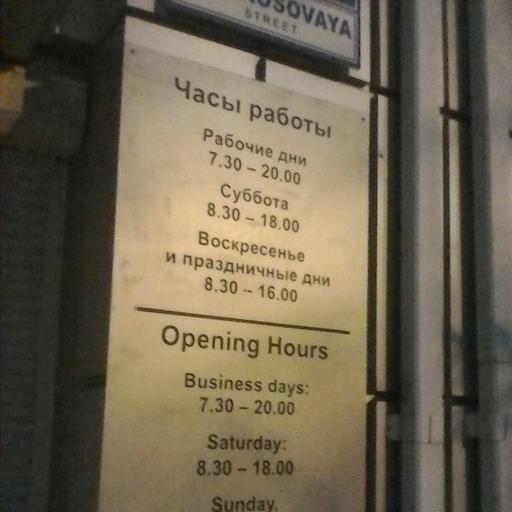 STREET
Часы работы
Рабочие дни
7.30 – 20.00
Суббота
8.30 – 18.00
Воскресенье
и праздничные дни
8.30 – 16.00
Opening Hours
Business days:
7.30 – 20.00
Saturday:
8.30 – 18.00
Sunday,